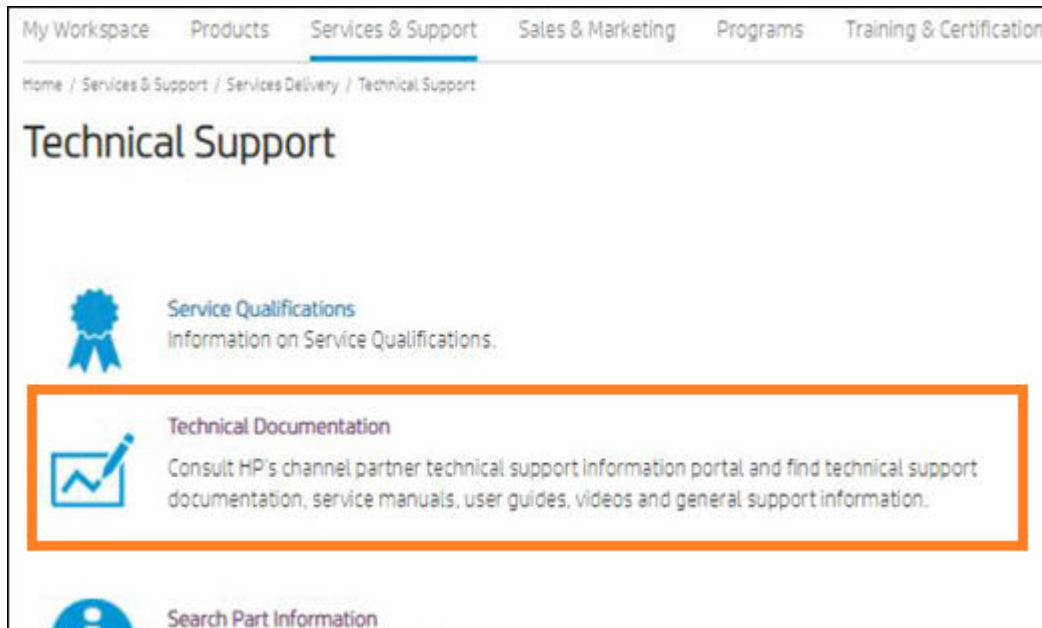 My Workspace Products Services & Support Sales & Marketing Programs Training & Certification
Home / Services & Support / Services Delivery / Technical Support
Technical Support
Service Qualifications
Information on Service Qualifications.
Technical Documentation
Consult HP's channel partner technical support information portal and find technical support
documentation, service manuals, user guides, videos and general support information.
Search Part Information